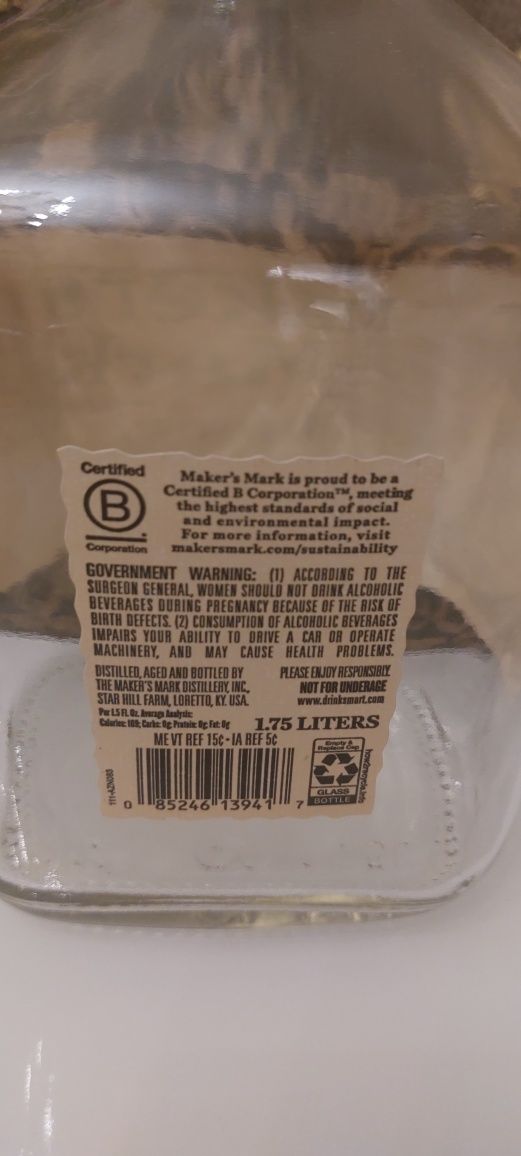 Certified
B
Corporation
Maker's Mark is proud to be a
Certified B Corporation™, meeting
the highest standards of social
and environmental impact.
For more information, visit
makersmark.com/sustainability
GOVERNMENT WARNING: (1) ACCORDING TO THE
SURGEON GENERAL, WOMEN SHOULD NOT DRINK ALCOHOLIC
BEVERAGES DURING PREGNANCY BECAUSE OF THE RISK OF
BIRTH DEFECTS. (2) CONSUMPTION OF ALCOHOLIC BEVERAGES
IMPAIRS YOUR ABILITY TO DRIVE A CAR OR OPERATE
MACHINERY, AND MAY CAUSE HEALTH PROBLEMS.
DISTILLED, AGED AND BOTTLED BY
THE MAKER'S MARK DISTILLERY, INC.,
STAR HILL FARM, LORETTO, KY. USA.
Per 1.5 Fl. Oz. Average Analysis:
Calories: 109; Carbs: 0g; Protein: 0g; Fat: 0g
PLEASE ENJOY RESPONSIBLY.
NOT FOR UNDERAGE
www.drinksmart.com
1.75 LITERS
ME VT REF 15¢ • IA REF 5¢
0 85246 13941 7
Empty &
Replace Cap
GLASS
BOTTLE
how2recycle.info